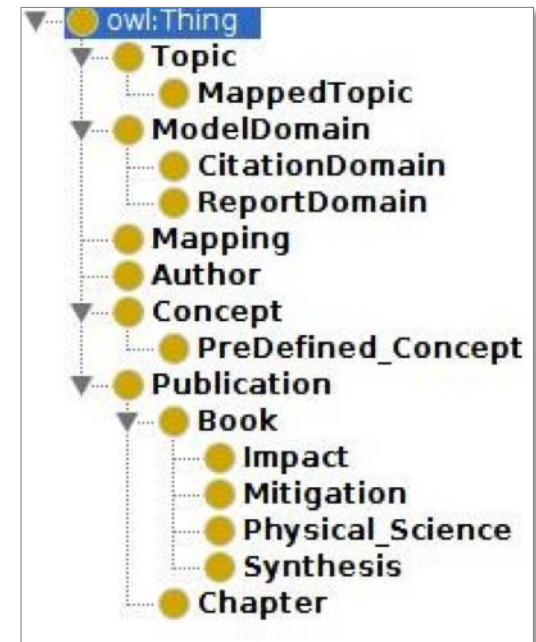 owl:Thing
Topic
MappedTopic
ModelDomain
CitationDomain
ReportDomain
Mapping
Author
Concept
PreDefined_Concept
Publication
Book
Impact
Mitigation
Physical_Science
Synthesis
Chapter